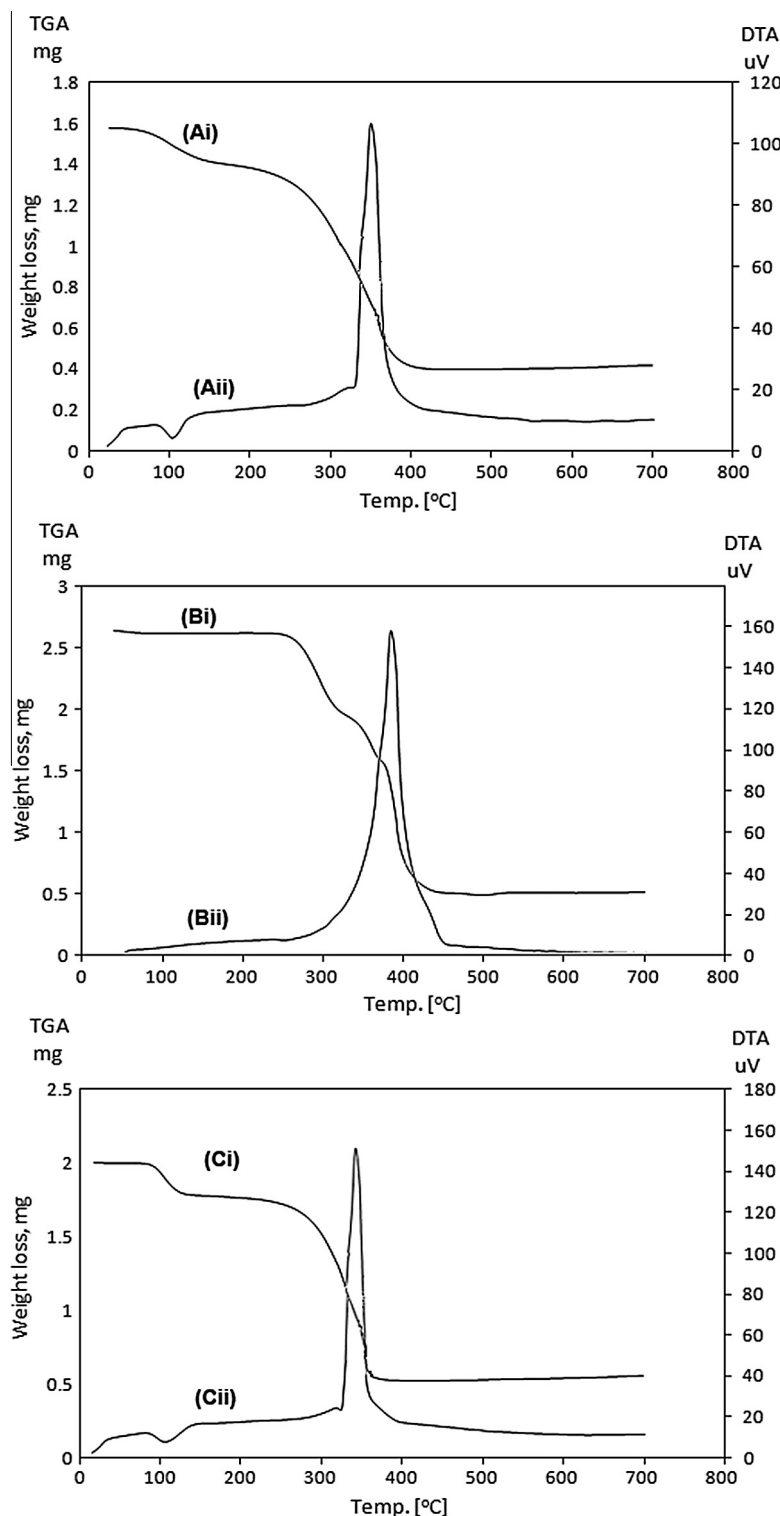 TGA
mg
DTA
uV
1.8
1.6
1.4
1.2
1
0.8
0.6
0.4
0.2
0
Weight loss, mg
120
100
80
60
40
20
0
(Ai)
(Aii)
0 100 200 300 400 500 600 700 800
Temp. [°C]
TGA
mg
DTA
uV
3
2.5
2
1.5
1
0.5
0
Weight loss, mg
160
140
120
100
80
60
40
20
0
(Bi)
(Bii)
0 100 200 300 400 500 600 700 800
Temp. [°C]
TGA
mg
DTA
uV
2.5
2
1.5
1
0.5
0
Weight loss, mg
180
160
140
120
100
80
60
40
20
0
(Ci)
(Cii)
0 100 200 300 400 500 600 700 800
Temp. [°C]